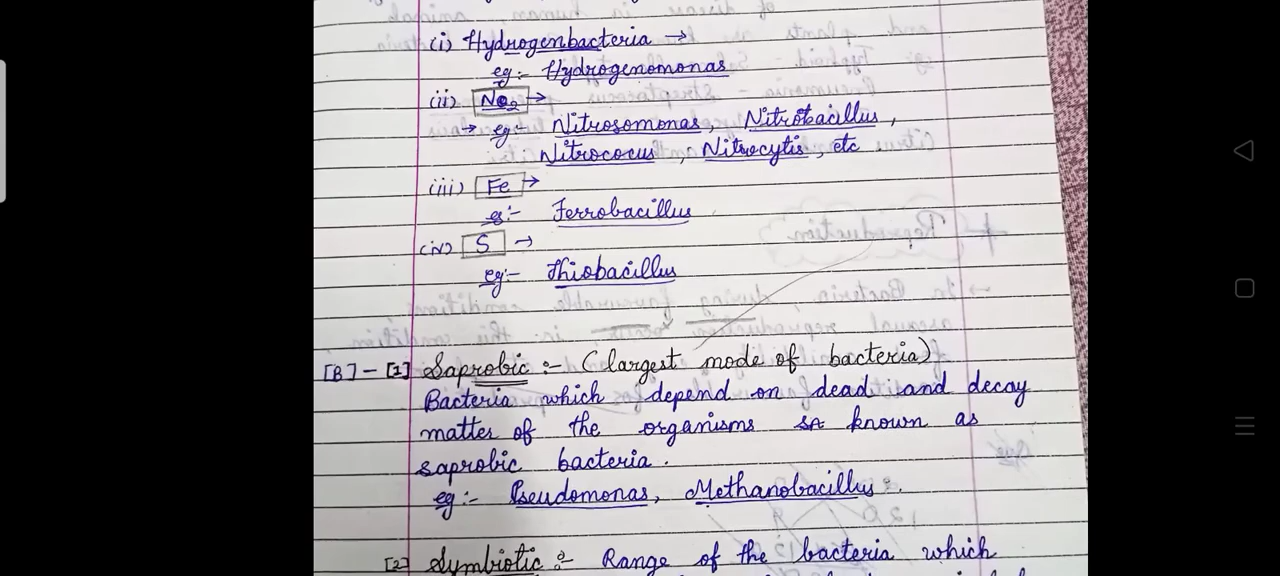 (i) Hydrogenbacteria →
eg:- Hydrogenomonas
(ii) NO2 →
→ eg:- Nitrosomonas, Nitrobacillus,
Nitrococus, Nitrocytis, etc
(iii) Fe →
eg:- Ferrobacillus
(iv) S →
eg:- Thiobacillus
[B]-[1] Saprobic :- (largest mode of bacteria)
Bacteria which depend on dead and decay
matter of the organisms known as
saprobic bacteria.
eg:- Pseudomonas, Methanobacillus.
[2] Symbiotic :- Range of the bacteria which